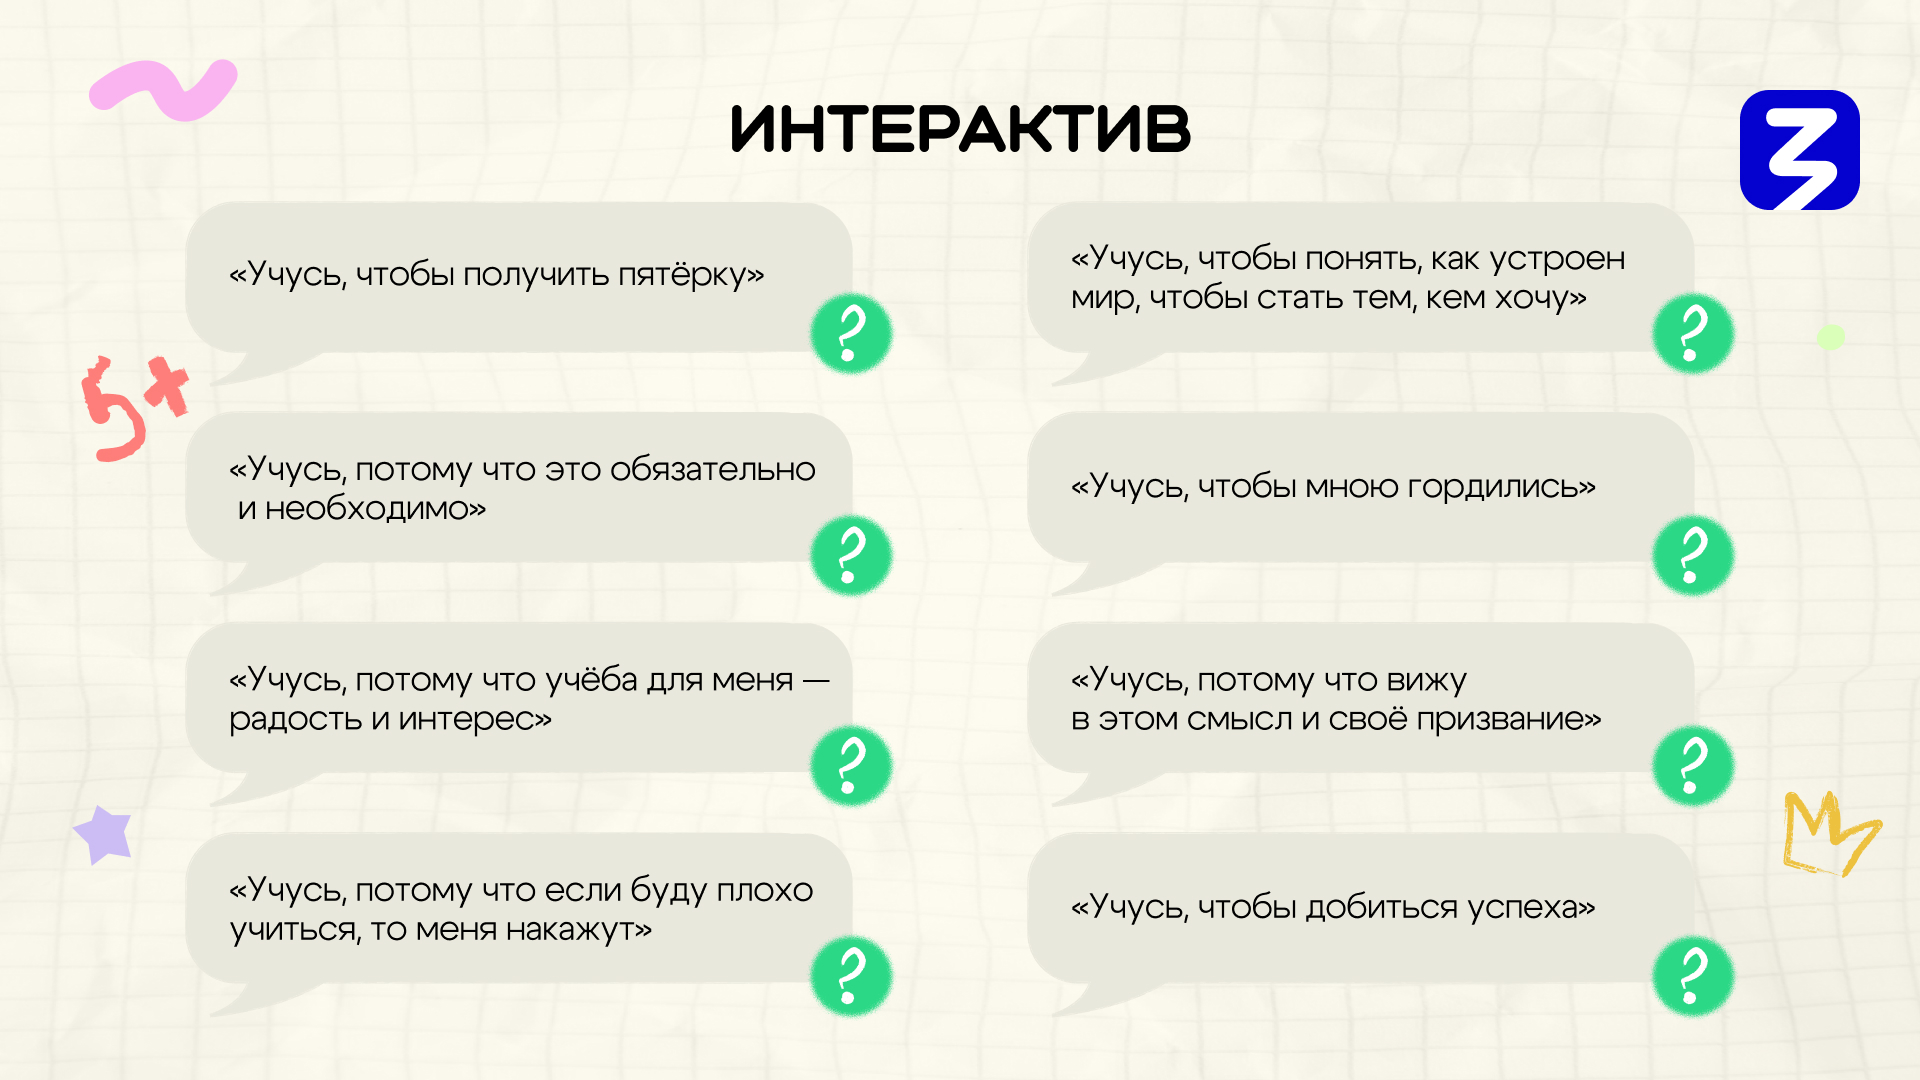 ИНТЕРАКТИВ
«Учусь, чтобы получить пятёрку»
?
«Учусь, чтобы понять, как устроен
мир, чтобы стать тем, кем хочу»
?
5+
«Учусь, потому что это обязательно
и необходимо»
?
«Учусь, чтобы мною гордились»
?
«Учусь, потому что учёба для меня —
радость и интерес»
?
«Учусь, потому что вижу
в этом смысл и своё призвание»
?
«Учусь, потому что если буду плохо
учиться, то меня накажут»
?
«Учусь, чтобы добиться успеха»
?